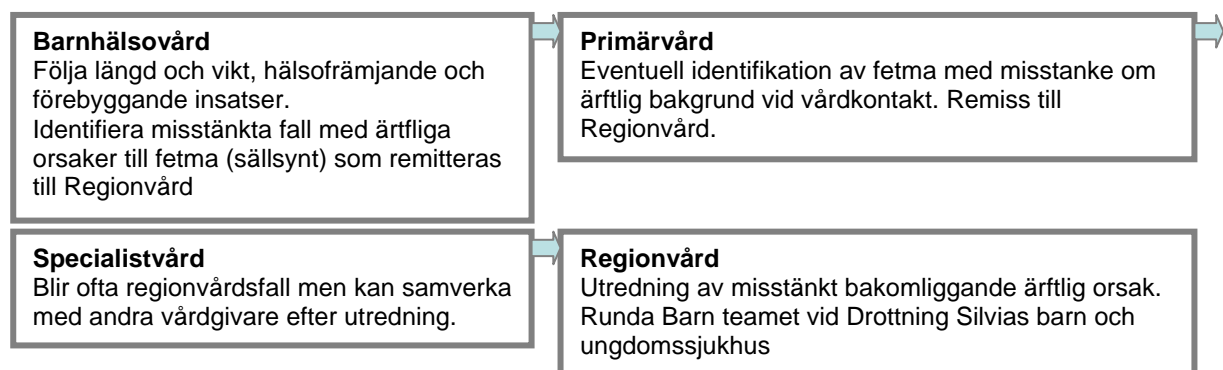 Barnhälsovård
Följa längd och vikt, hälsofrämjande och
förebyggande insatser.
Identifiera misstänkta fall med ärtfliga
orsaker till fetma (sällsynt) som remitteras
till Regionvård
Primärvård
Eventuell identifikation av fetma med misstanke om
ärftlig bakgrund vid vårdkontakt. Remiss till
Regionvård.
Specialistvård
Blir ofta regionvårdsfall men kan samverka
med andra vårdgivare efter utredning.
Regionvård
Utredning av misstänkt bakomliggande ärftlig orsak.
Runda Barn teamet vid Drottning Silvias barn och
ungdomssjukhus